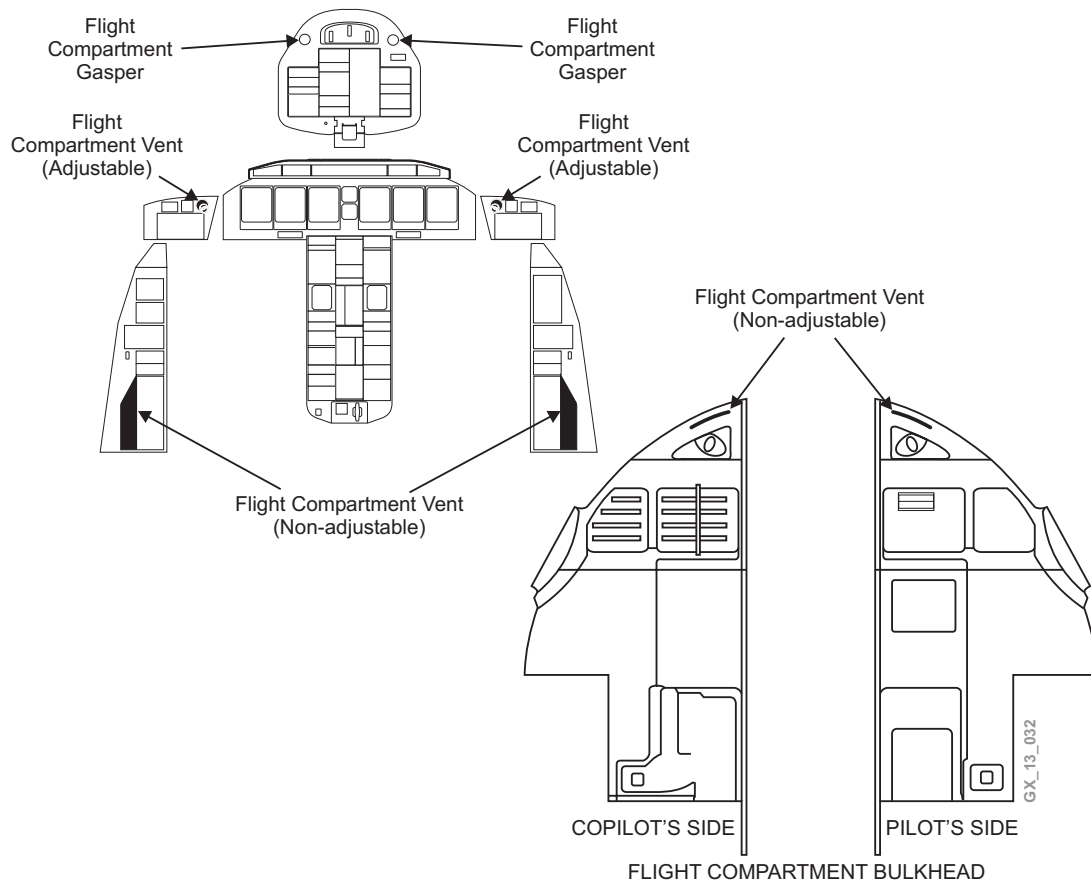 Flight
Compartment
Gasper
Flight
Compartment
Gasper
Flight
Compartment Vent
(Adjustable)
Flight
Compartment Vent
(Adjustable)
Flight Compartment Vent
(Non-adjustable)
Flight Compartment Vent
(Non-adjustable)
GX_13_032
COPILOT'S SIDE
PILOT'S SIDE
FLIGHT COMPARTMENT BULKHEAD